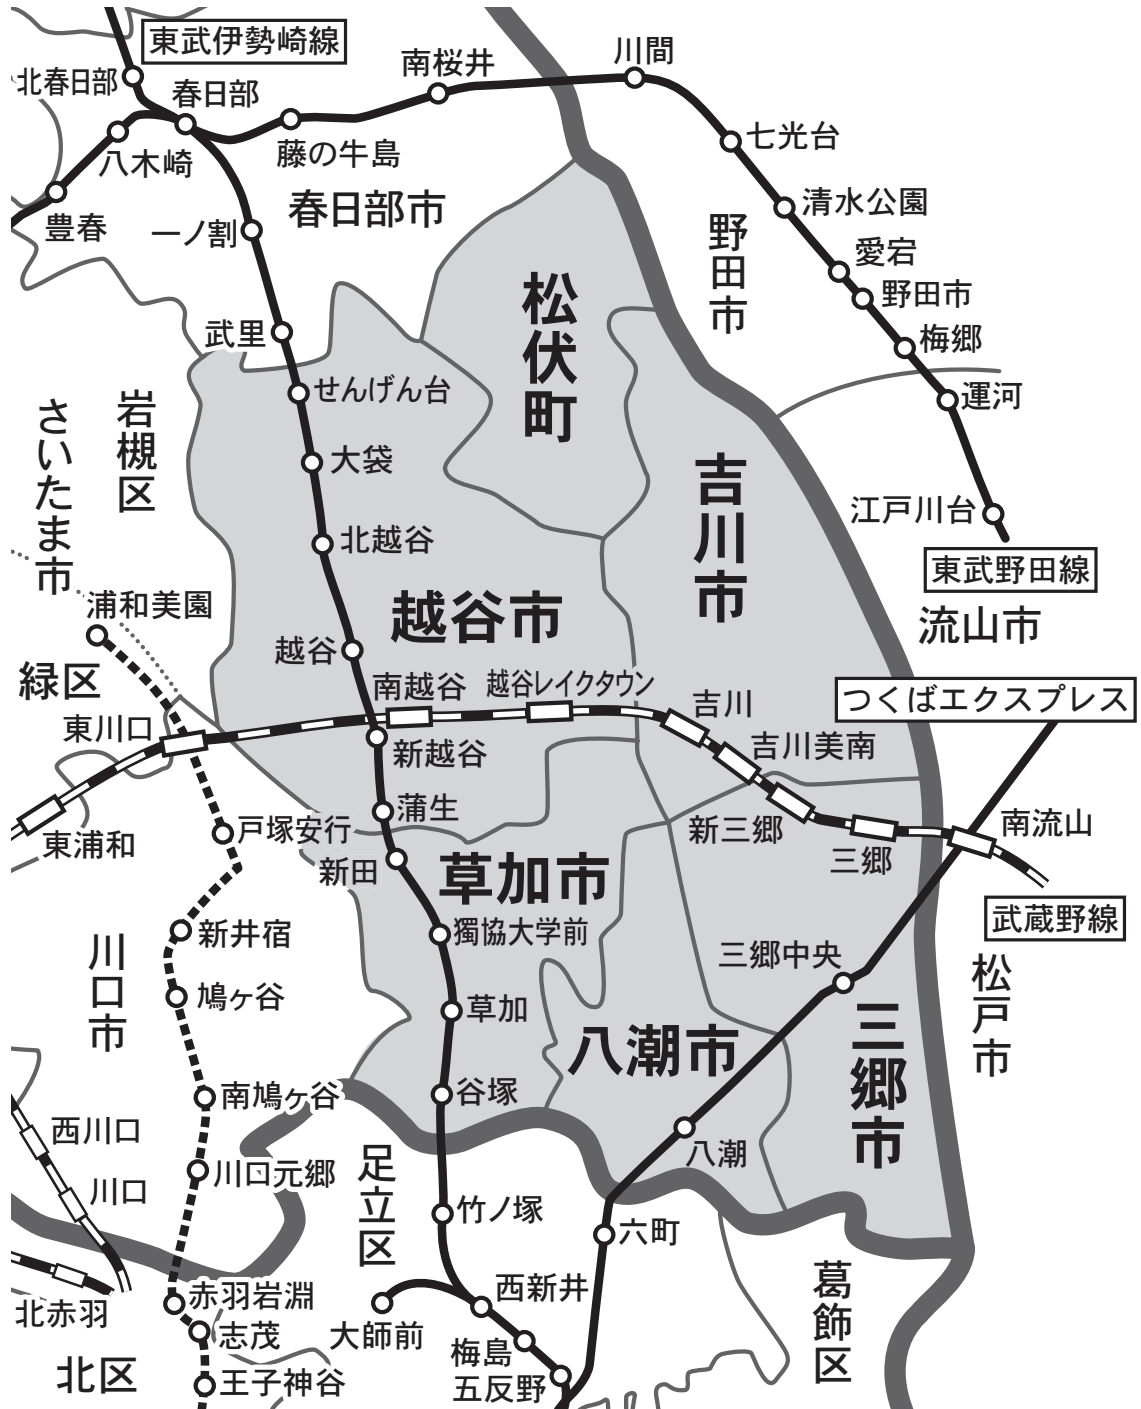 東武伊勢崎線
川間
南桜井
北春日部
春日部
七光台
八木崎
藤の牛島
清水公園
豊春
一ノ割
春日部市
野田市
愛宕
野田市
松伏町
武里
梅郷
せんげん台
運河
岩槻区
さいたま市
大袋
吉川市
江戸川台
北越谷
東武野田線
浦和美園
越谷市
流山市
越谷
緑区
南越谷
越谷レイクタウン
つくばエクスプレス
吉川
東川口
新越谷
吉川美南
蒲生
戸塚安行
新三郷
南流山
東浦和
三郷
新田
草加市
武蔵野線
新井宿
獨協大学前
三郷中央
川口市
松戸市
鳩ヶ谷
草加
八潮市
三郷市
南鳩ヶ谷
谷塚
西川口
八潮
川口元郷
足立区
川口
竹ノ塚
六町
葛飾区
赤羽岩淵
西新井
北赤羽
志茂
大師前
梅島
北区
王子神谷
五反野